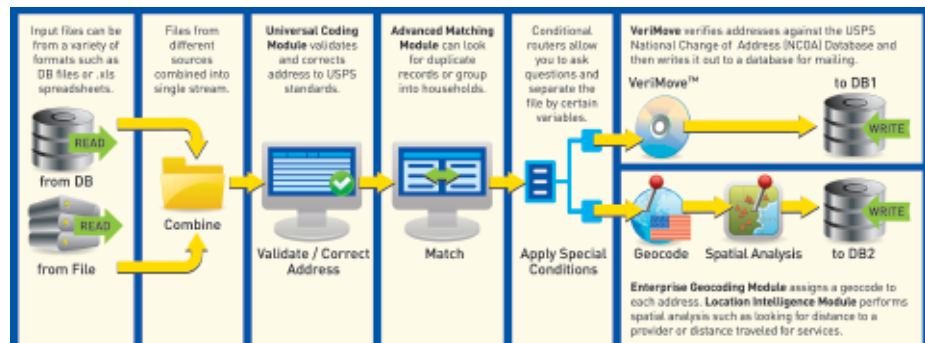 Input files can be
from a variety of
formats such as
DB files or .xls
spreadsheets.
READ
from DB
READ
from File
Files from
different
sources
combined into
single stream.
Combine
Universal Coding
Module validates
and corrects
address to USPS
standards.
Validate / Correct
Address
Advanced Matching
Module can look
for duplicate
records or group
into households.
Match
Conditional
routers allow
you to ask
questions and
separate the
file by certain
variables.
Apply Special
Conditions
VeriMove verifies addresses against the USPS
National Change of Address (NCOA) Database and
then writes it out to a database for mailing.
VeriMove™
to DB1
WRITE
Geocode
Spatial Analysis
WRITE
to DB2
Enterprise Geocoding Module assigns a geocode to
each address. Location Intelligence Module performs
spatial analysis such as looking for distance to a
provider or distance traveled for services.